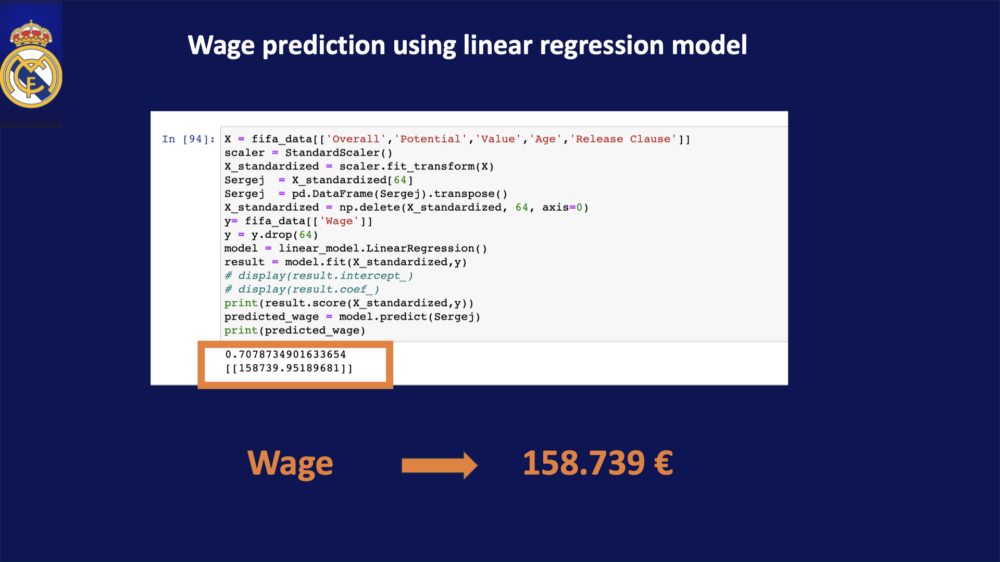 Wage prediction using linear regression model
In [94]: X = fifa_data[['Overall','Potential','Value','Age','Release Clause']]
scaler = StandardScaler()
X_standardized = scaler.fit_transform(X)
Sergej  = X_standardized[64]
Sergej  = pd.DataFrame(Sergej).transpose()
X_standardized = np.delete(X_standardized, 64, axis=0)
y= fifa_data[['Wage']]
y = y.drop(64)
model = linear_model.LinearRegression()
result = model.fit(X_standardized,y)
# display(result.intercept_)
# display(result.coef_)
print(result.score(X_standardized,y))
predicted_wage = model.predict(Sergej)
print(predicted_wage)
0.7078734901633654
[[158739.95189681]]
Wage 158.739 €